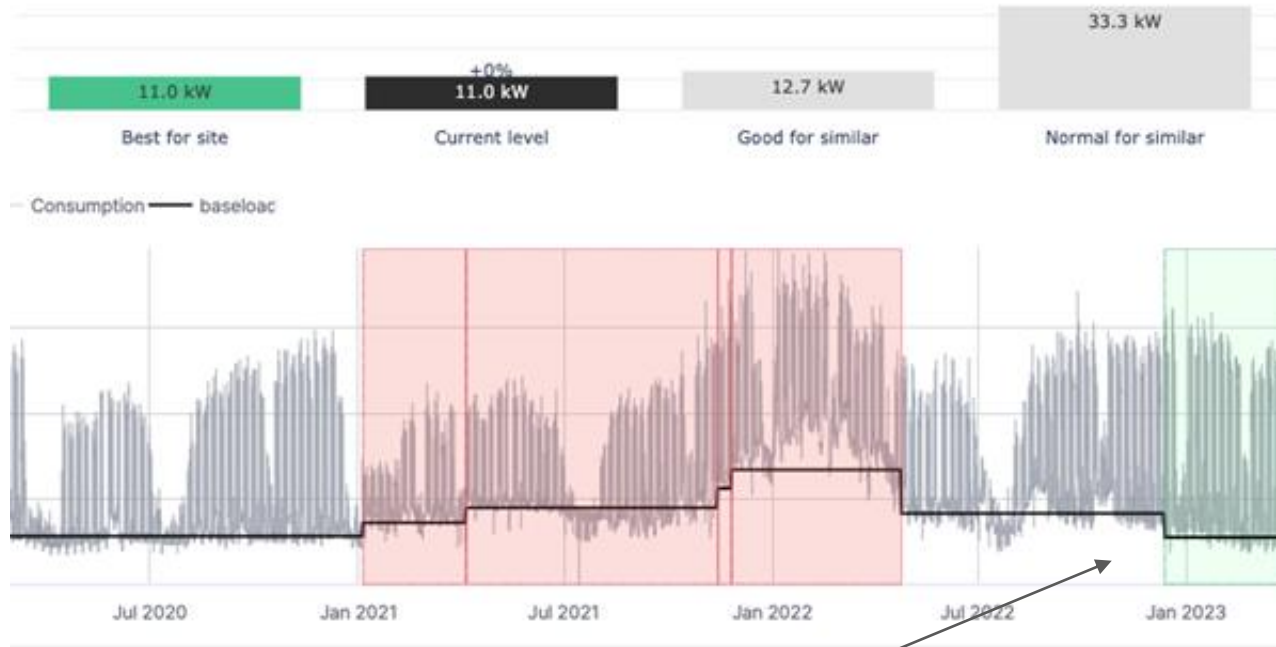 33.3 kW
+0%
11.0 kW
11.0 kW
12.7 kW
Best for site
Current level
Good for similar
Normal for similar
Consumption baseloac
Jul 2020
Jan 2021
Jul 2021
Jan 2022
Jul 2022
Jan 2023